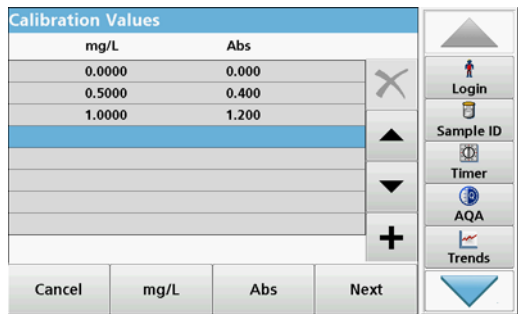 Calibration Values
mg/L Abs
0.0000 0.000
0.5000 0.400
1.0000 1.200
Cancel mg/L Abs Next
Login
Sample ID
Timer
AQA
Trends